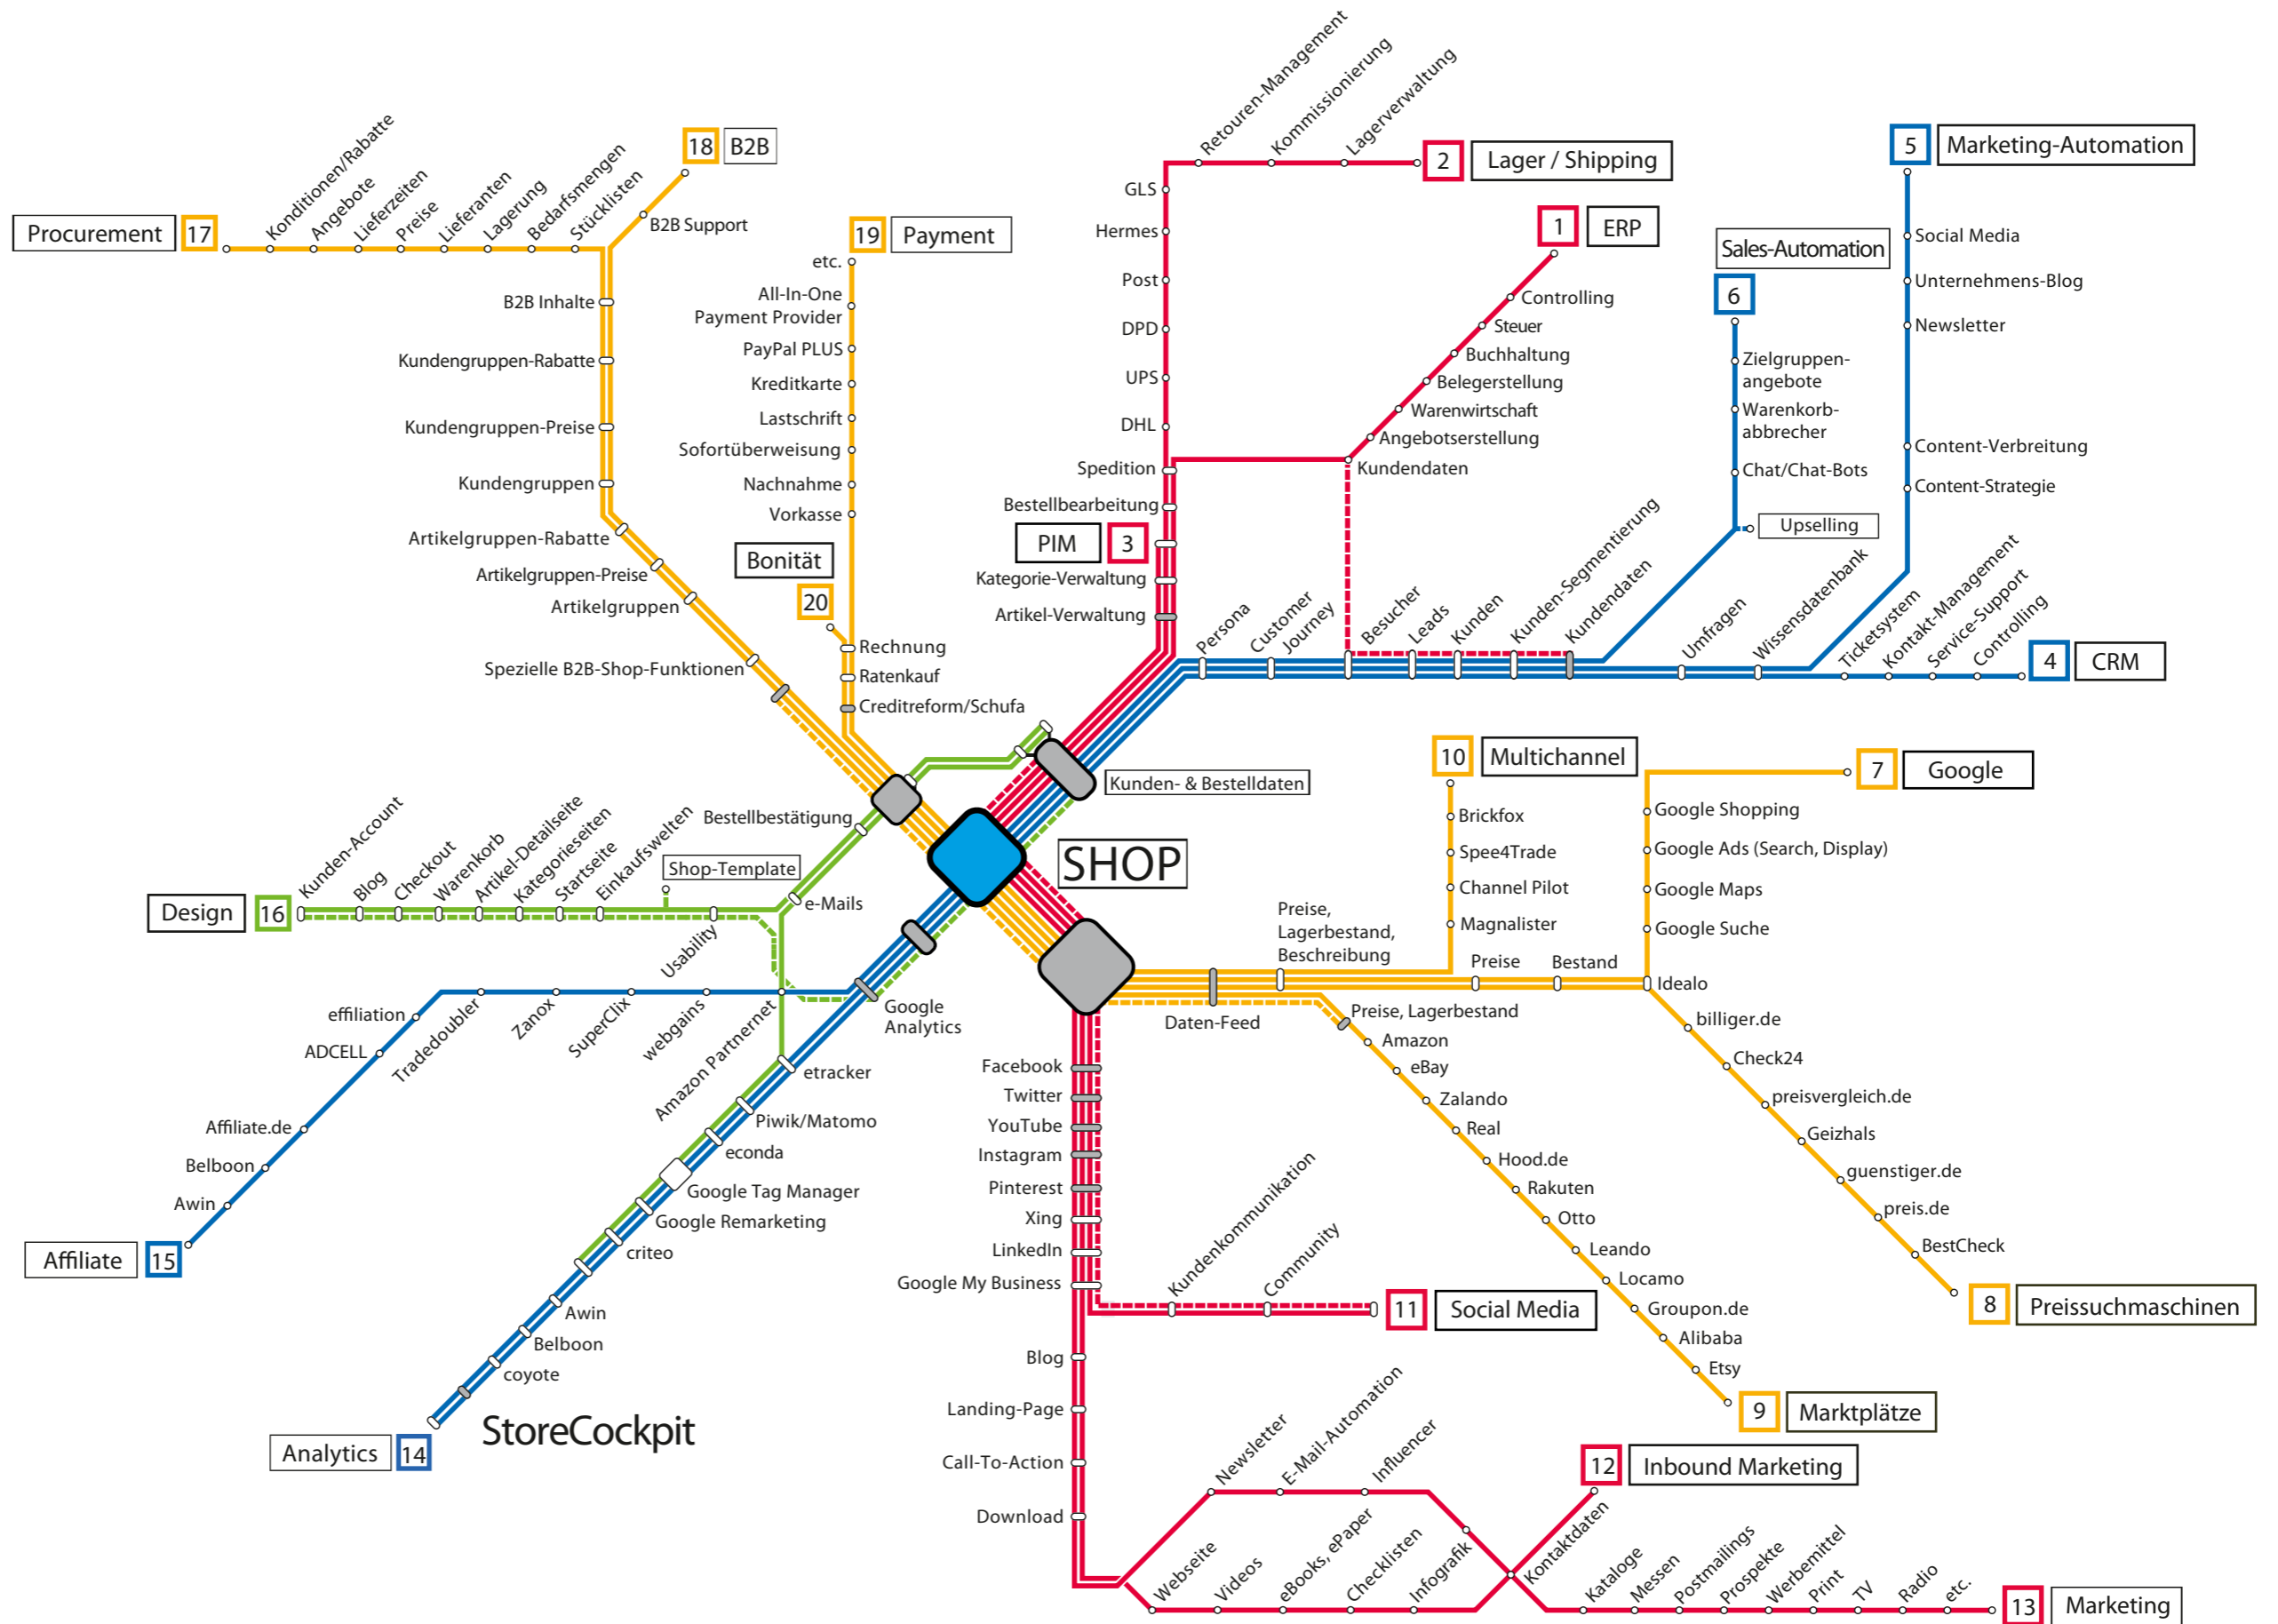 Retouren-Management
Kommissionierung
Lagerverwaltung
2
Lager / Shipping
GLS
Hermes
Post
DPD
UPS
DHL
Spedition
Bestellbearbeitung
PIM
3
Kategorie-Verwaltung
Artikel-Verwaltung
1
ERP
Controlling
Steuer
Buchhaltung
Belegerstellung
Warenwirtschaft
Angebotserstellung
Kundendaten
5
Marketing-Automation
Social Media
Unternehmens-Blog
Newsletter
Content-Verbreitung
Content-Strategie
Sales-Automation
6
Zielgruppen-
angebote
Warenkorb-
abbrecher
Chat/Chat-Bots
Upselling
Persona
Customer
Journey
Besucher
Leads
Kunden
Kunden-Segmentierung
Kundendaten
Umfragen
Wissensdatenbank
Ticketsystem
Kontakt-Management
Service-Support
Controlling
4
CRM
18
B2B
B2B Support
Procurement
17
Konditionen/Rabatte
Angebote
Lieferzeiten
Preise
Lieferanten
Lagerung
Bedarfsmengen
Stücklisten
B2B Inhalte
Kundengruppen-Rabatte
Kundengruppen-Preise
Kundengruppen
Artikelgruppen-Rabatte
Artikelgruppen-Preise
Artikelgruppen
Spezielle B2B-Shop-Funktionen
19
Payment
etc.
All-In-One
Payment Provider
PayPal PLUS
Kreditkarte
Lastschrift
Sofortüberweisung
Nachnahme
Vorkasse
Bonität
20
Rechnung
Ratenkauf
Creditreform/Schufa
Kunden- & Bestelldaten
SHOP
Bestellbestätigung
Shop-Template
e-Mails
Design
16
Kunden-Account
Blog
Checkout
Warenkorb
Artikel-Detailseite
Kategorieseiten
Startseite
Einkaufswelten
Usability
10
Multichannel
Brickfox
Spee4Trade
Channel Pilot
Magnalister
7
Google
Google Shopping
Google Ads (Search, Display)
Google Maps
Google Suche
Preise,
Lagerbestand,
Beschreibung
Preise
Bestand
Idealo
Daten-Feed
Preise, Lagerbestand
Amazon
eBay
Zalando
Real
Hood.de
Rakuten
Otto
Leando
Locamo
Groupon.de
Alibaba
Etsy
9
Marktplätze
billiger.de
Check24
preisvergleich.de
Geizhals
guenstiger.de
preis.de
BestCheck
8
Preissuchmaschinen
effiliation
ADCELL
Affiliate.de
Belboon
Awin
Affiliate
15
Tradedoubler
Zanox
SuperClix
webgains
Amazon Partnernet
Google
Analytics
etracker
Piwik/Matomo
econda
Google Tag Manager
Google Remarketing
criteo
Awin
Belboon
coyote
StoreCockpit
Analytics
14
Facebook
Twitter
YouTube
Instagram
Pinterest
Xing
LinkedIn
Google My Business
Kundenkommunikation
Community
11
Social Media
Blog
Landing-Page
Call-To-Action
Download
Newsletter
E-Mail-Automation
Influencer
12
Inbound Marketing
Webseite
Videos
eBooks, ePaper
Checklisten
Infografik
Kontaktdaten
Kataloge
Messen
Postmailings
Prospekte
Werbemittel
Print
TV
Radio
etc.
13
Marketing